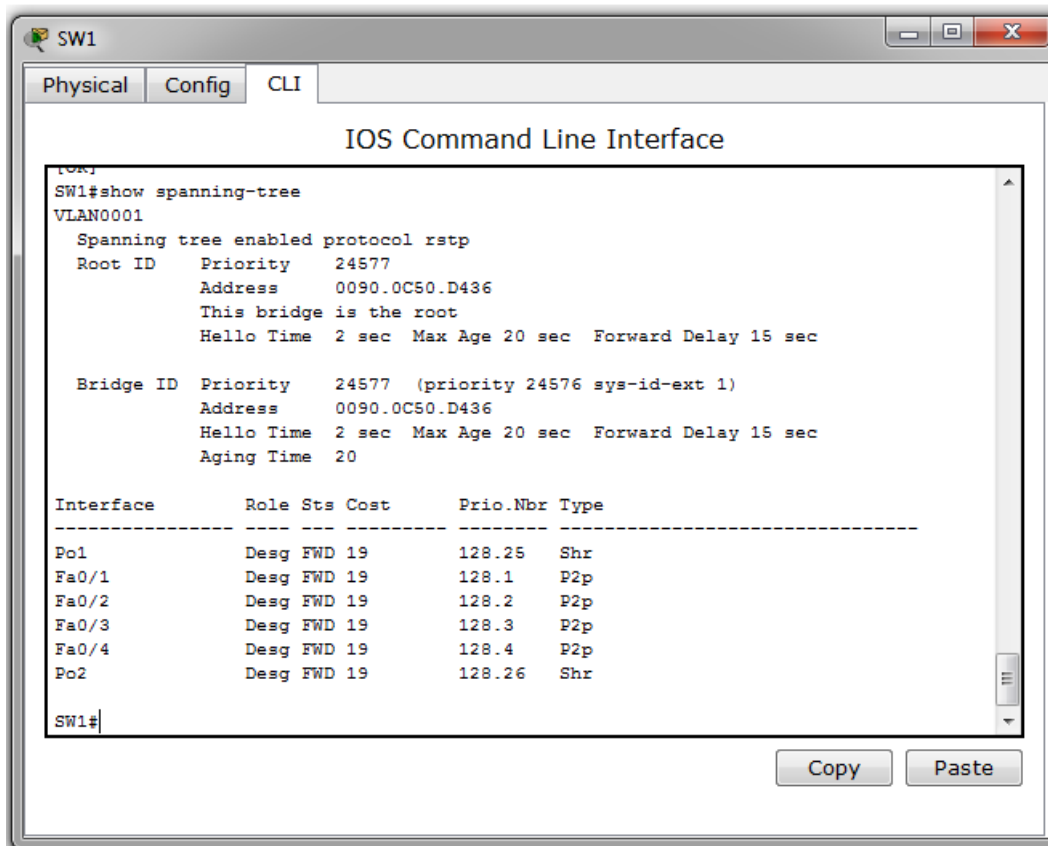 SW1
Physical Config CLI
IOS Command Line Interface
[OK]
SW1#show spanning-tree
VLAN0001
  Spanning tree enabled protocol rstp
  Root ID    Priority    24577
             Address     0090.0C50.D436
             This bridge is the root
             Hello Time  2 sec  Max Age 20 sec  Forward Delay 15 sec

  Bridge ID  Priority    24577  (priority 24576 sys-id-ext 1)
             Address     0090.0C50.D436
             Hello Time  2 sec  Max Age 20 sec  Forward Delay 15 sec
             Aging Time  20

Interface        Role Sts Cost      Prio.Nbr Type
---------------- ---- --- --------- -------- --------------------------------
Po1              Desg FWD 19        128.25   Shr
Fa0/1            Desg FWD 19        128.1    P2p
Fa0/2            Desg FWD 19        128.2    P2p
Fa0/3            Desg FWD 19        128.3    P2p
Fa0/4            Desg FWD 19        128.4    P2p
Po2              Desg FWD 19        128.26   Shr

SW1#
Copy Paste